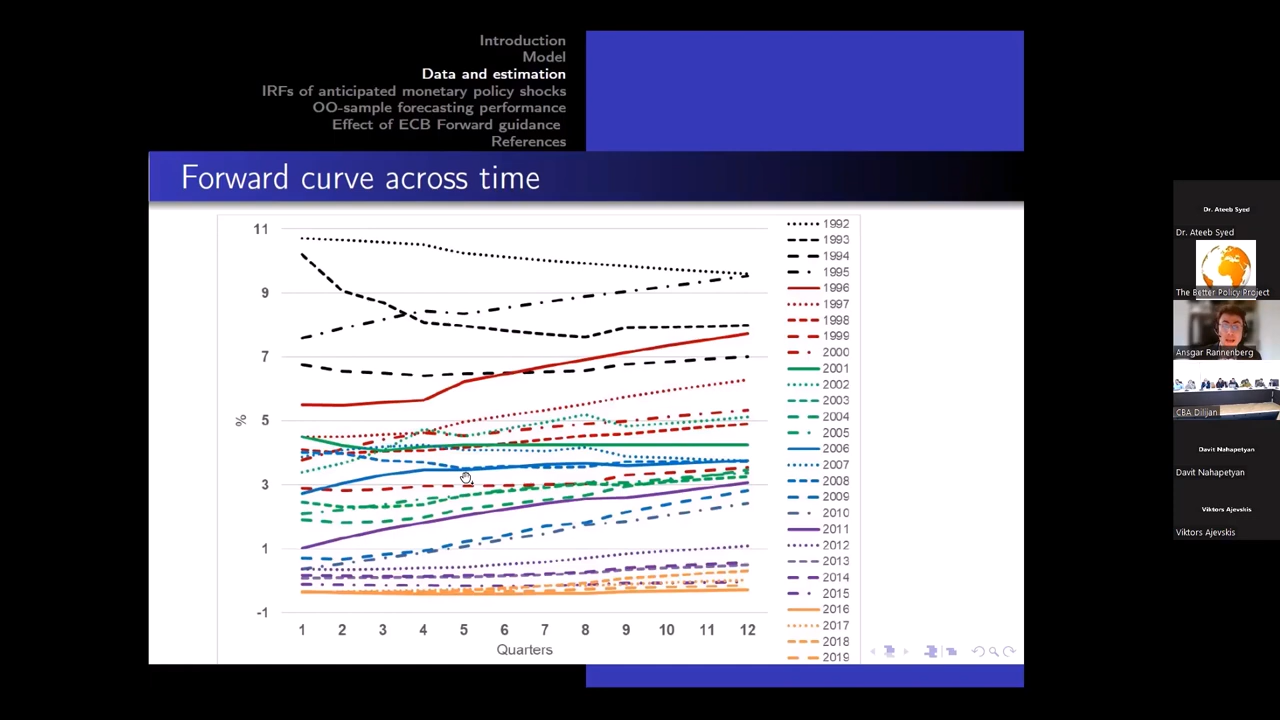 Introduction
Model
Data and estimation
IRFs of anticipated monetary policy shocks
OO-sample forecasting performance
Effect of ECB Forward guidance
References
Forward curve across time
11
9
7
5
3
1
-1
%
1 2 3 4 5 6 7 8 9 10 11 12
Quarters
1992
1993
1994
1995
1996
1997
1998
1999
2000
2001
2002
2003
2004
2005
2006
2007
2008
2009
2010
2011
2012
2013
2014
2015
2016
2017
2018
2019
Dr. Ateeb Syed
Dr. Ateeb Syed
The Better Policy Project
Ansgar Rannenberg
CBA Dilijan
Davit Nahapetyan
Davit Nahapetyan
Viktors Ajevskis
Viktors Ajevskis